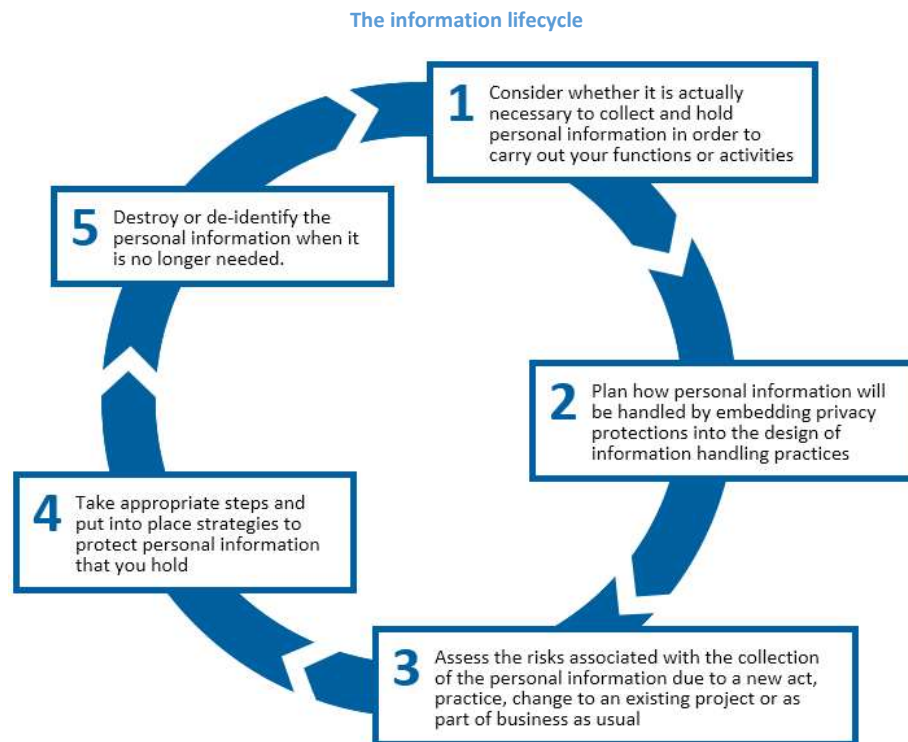 The information lifecycle
1 Consider whether it is actually
necessary to collect and hold
personal information in order to
carry out your functions or activities
2 Plan how personal information will
be handled by embedding privacy
protections into the design of
information handling practices
3 Assess the risks associated with the collection
of the personal information due to a new act,
practice, change to an existing project or as
part of business as usual
4 Take appropriate steps and
put into place strategies to
protect personal information
that you hold
5 Destroy or de-identify the
personal information when it
is no longer needed.